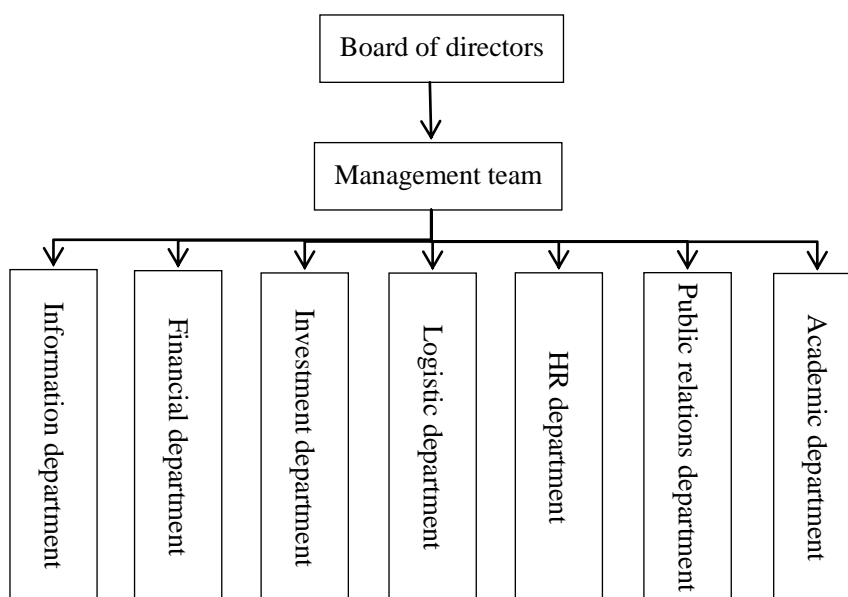 Board of directors
Management team
Information department
Financial department
Investment department
Logistic department
HR department
Public relations department
Academic department